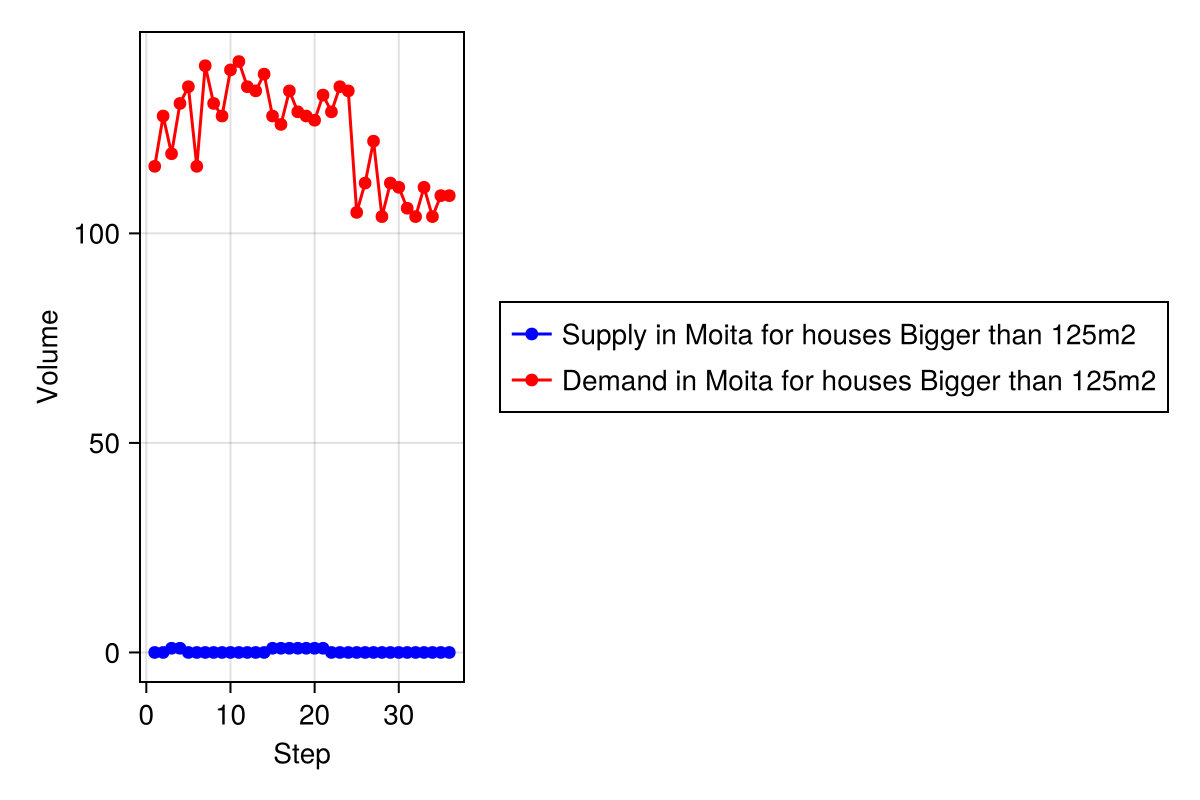 Volume
100
50
0
0 10 20 30
Step
Supply in Moita for houses Bigger than 125m2
Demand in Moita for houses Bigger than 125m2